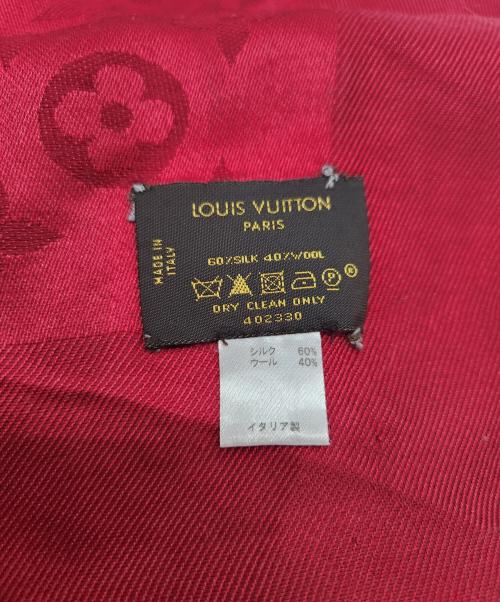 LOUIS VUITTON
PARIS
MADE IN
ITALY
60%SILK 40%WOOL
P®
DRY CLEAN ONLY
402330
シルク 60%
ウール 40%
イタリア製